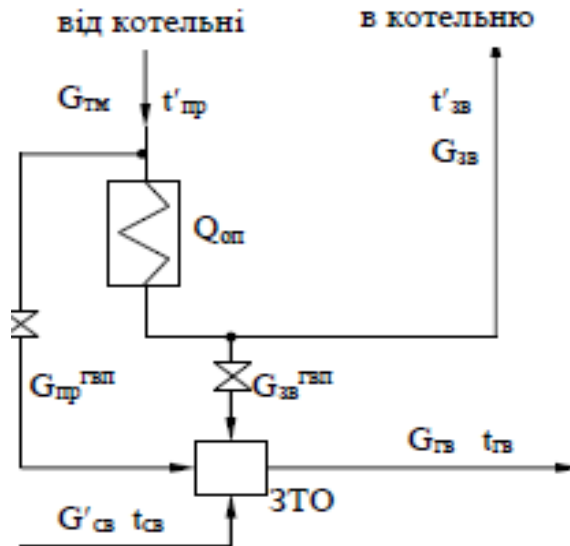 від котельні
в котельню
Gтм t′пр
t′зв
Gзв
Qоп
Gпргвп
Gзвгвп
Gгв tгв
ЗТО
G′св tсв